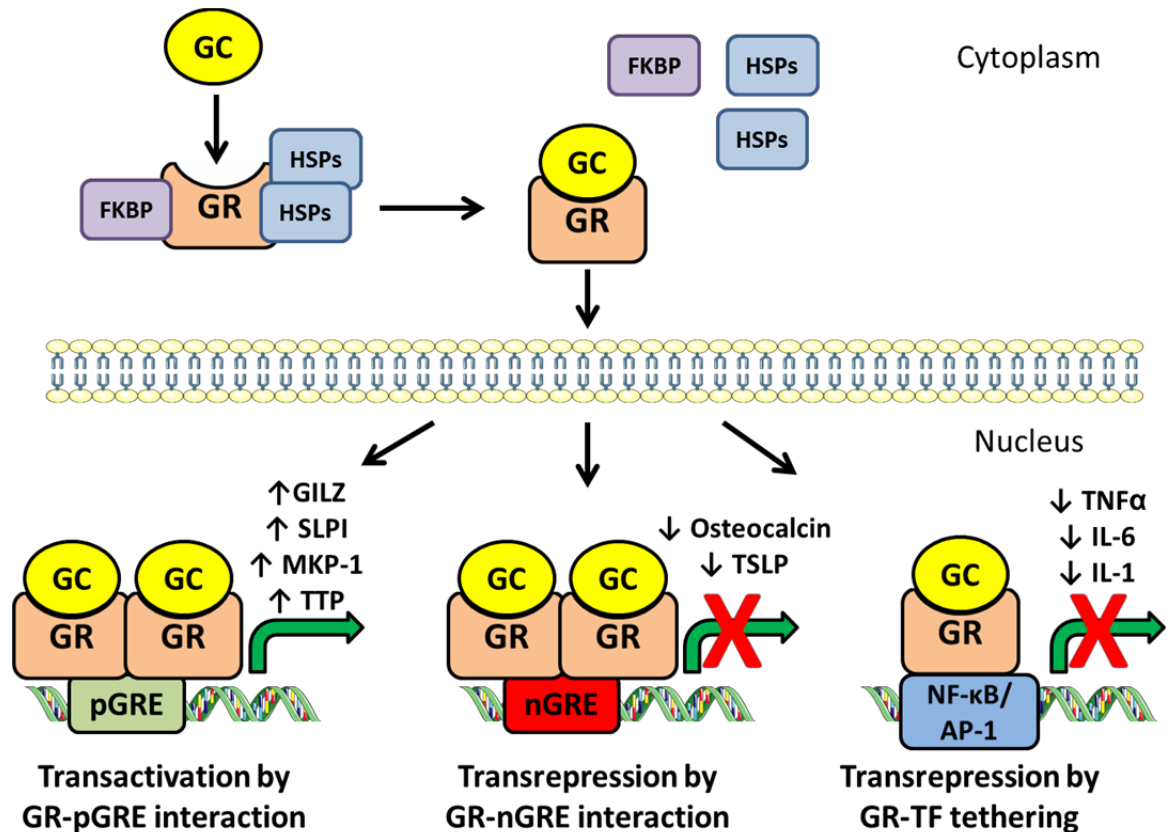 GC
Cytoplasm
FKBP
HSPs
HSPs
GC
HSPs
FKBP
GR
HSPs
GR
Nucleus
↑GILZ
↑ SLPI
↑ MKP-1
↑ TTP
GC
GC
GR
GR
pGRE
Transactivation by
GR-pGRE interaction
↓ Osteocalcin
↓ TSLP
GC
GC
GR
GR
nGRE
Transrepression by
GR-nGRE interaction
↓ TNFα
↓ IL-6
↓ IL-1
GC
GR
NF-κB/
AP-1
Transrepression by
GR-TF tethering